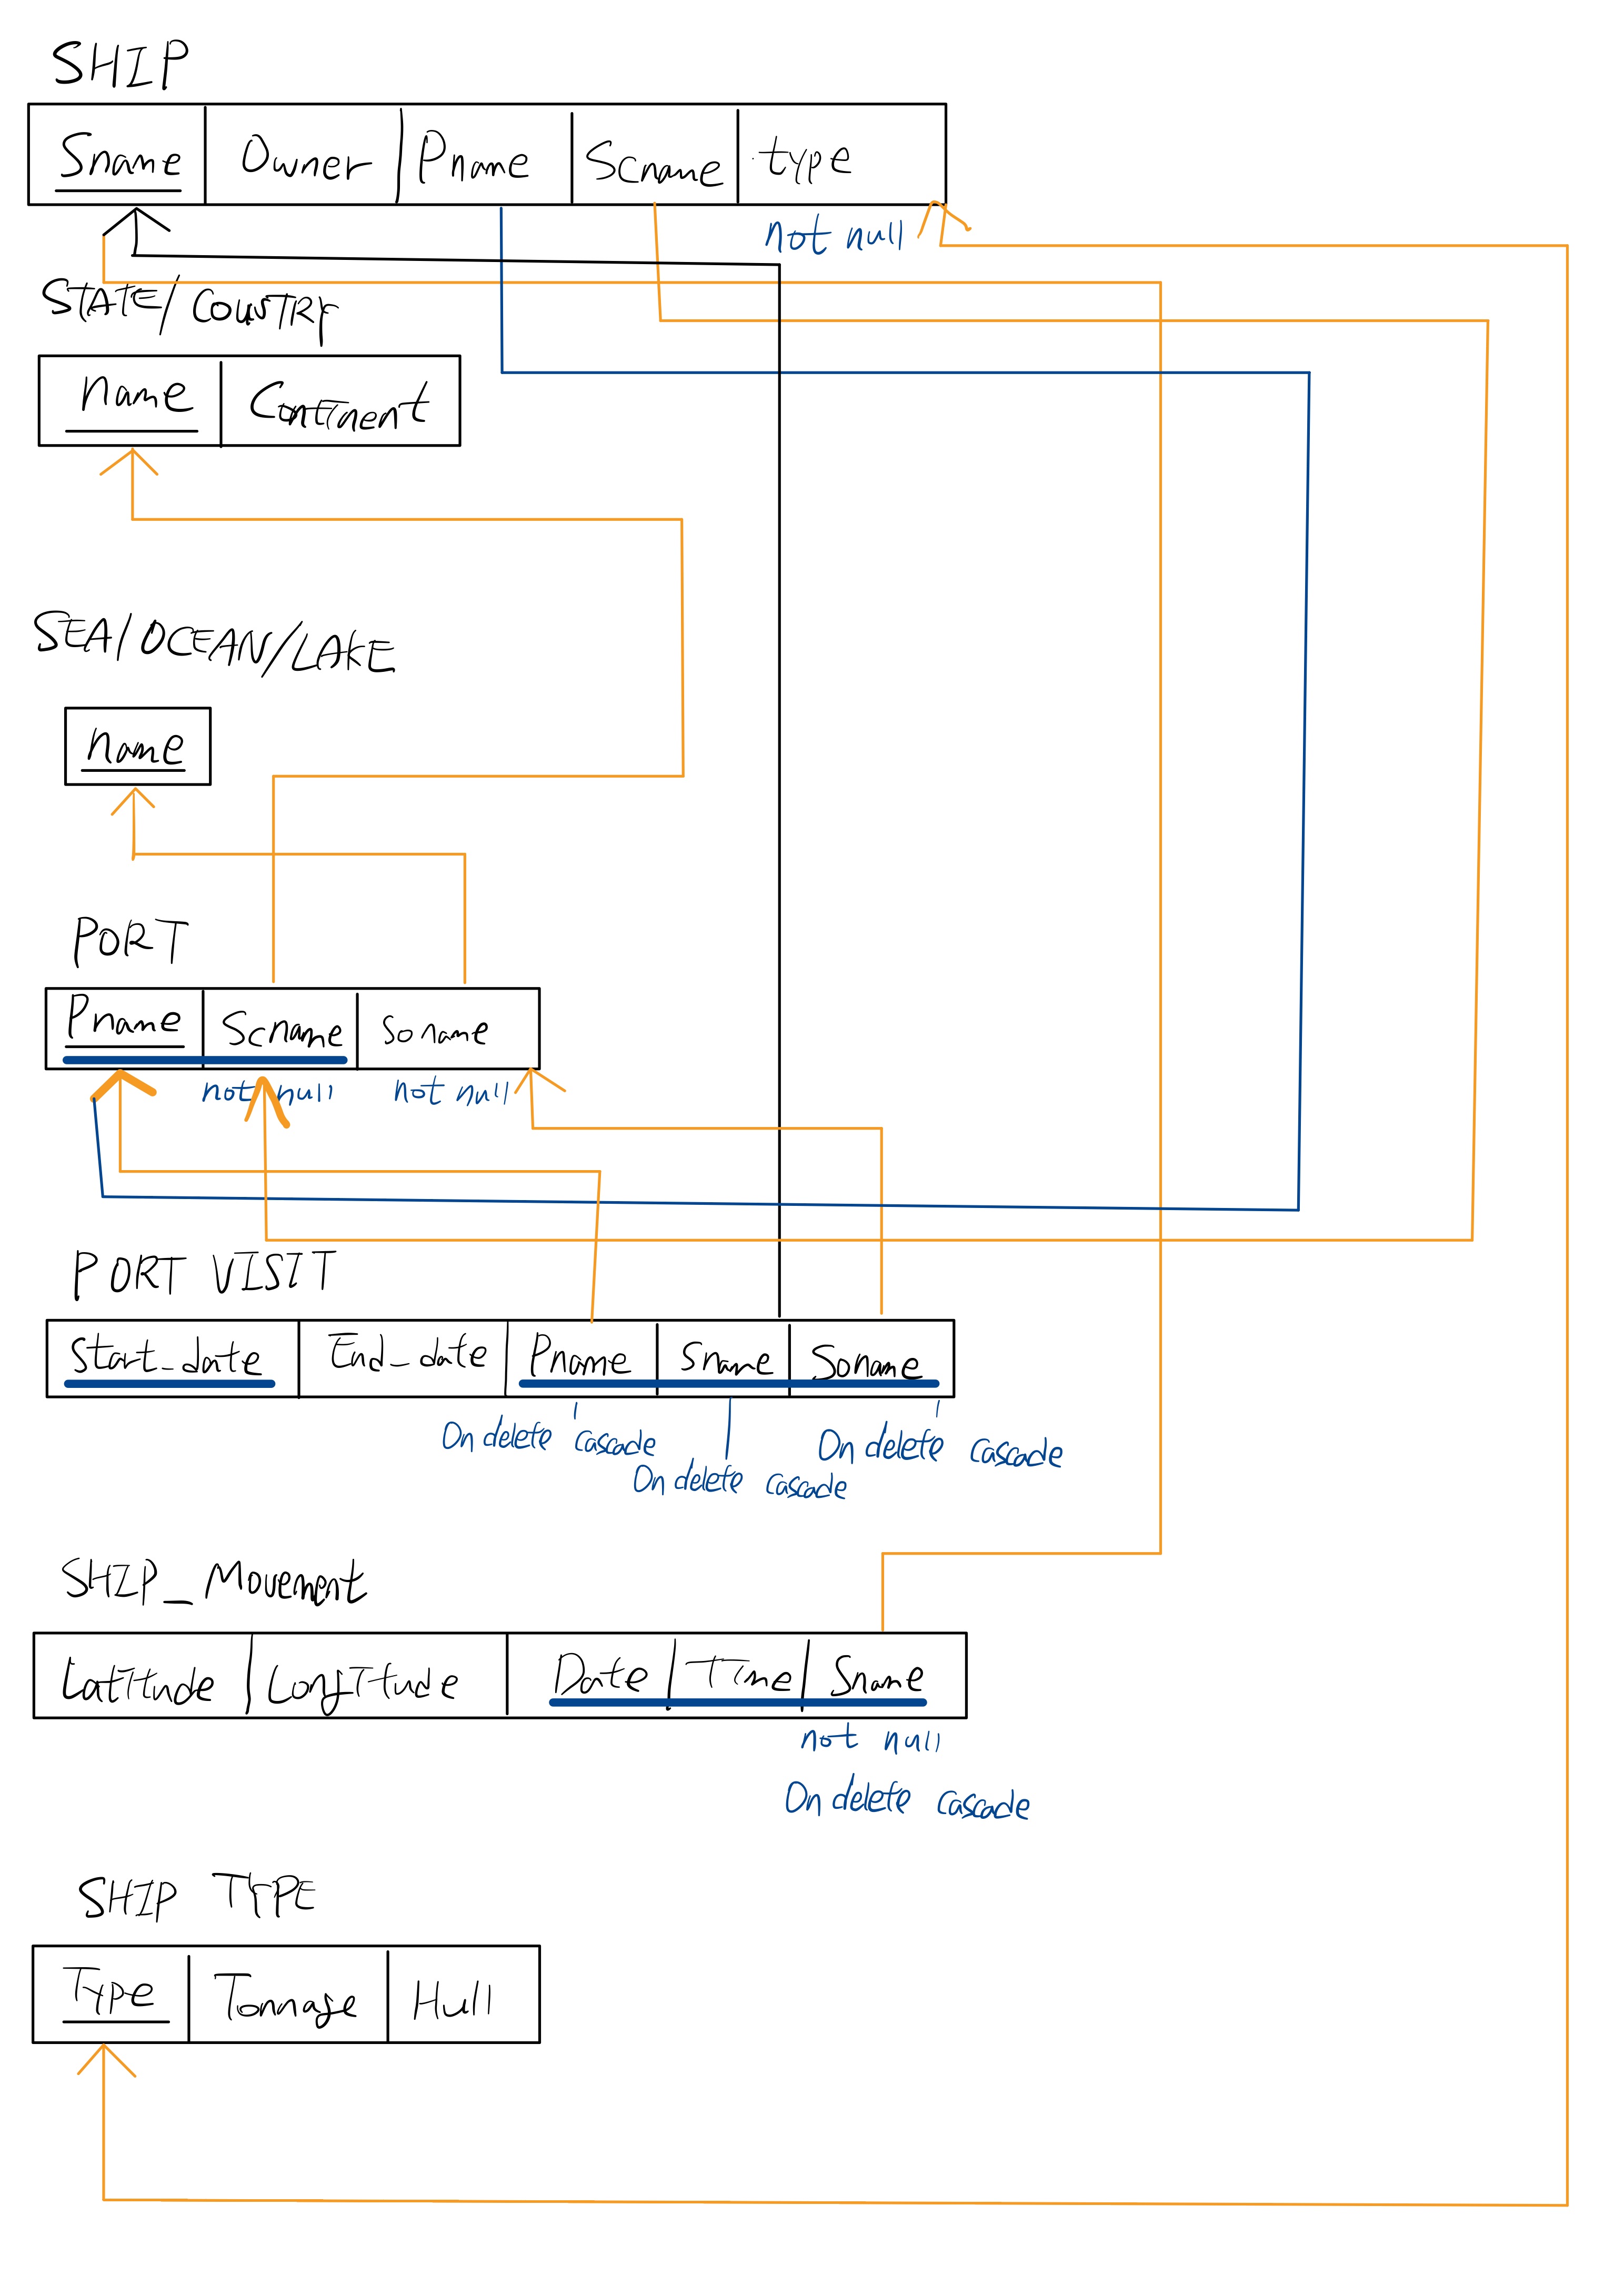 SHIP
Sname Owner Pname Scname type
not null
STATE/COUNTRY
name Continent
SEA/OCEAN/LAKE
name
PORT
Pname Scname Soname
not null not null
PORT VISIT
Start_date End_date Pname Sname Soname
On delete cascade On delete cascade
On delete cascade
SHIP_Movement
Latitude Longitude Date Time Sname
not null
On delete cascade
SHIP TYPE
Type Tonnage Hull